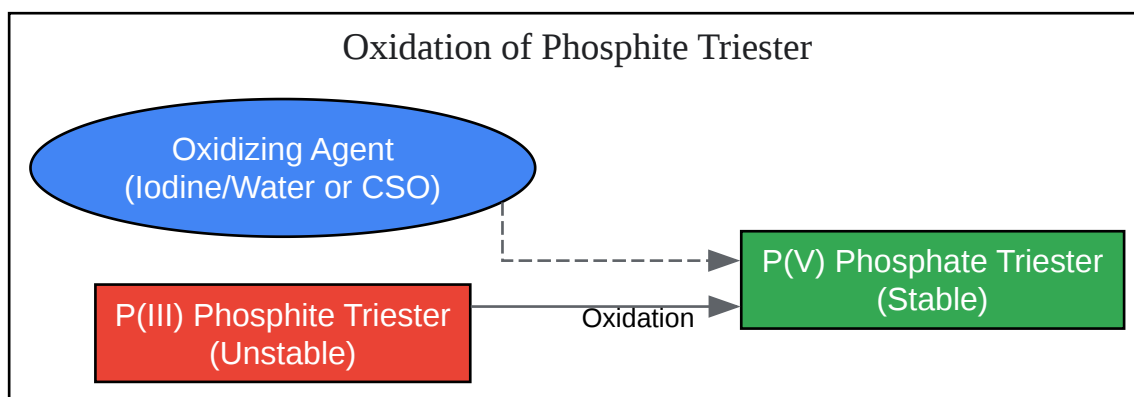 Oxidation of Phosphite Triester
Oxidizing Agent
(Iodine/Water or CSO)
P(V) Phosphate Triester
(Stable)
P(III) Phosphite Triester
(Unstable)
Oxidation